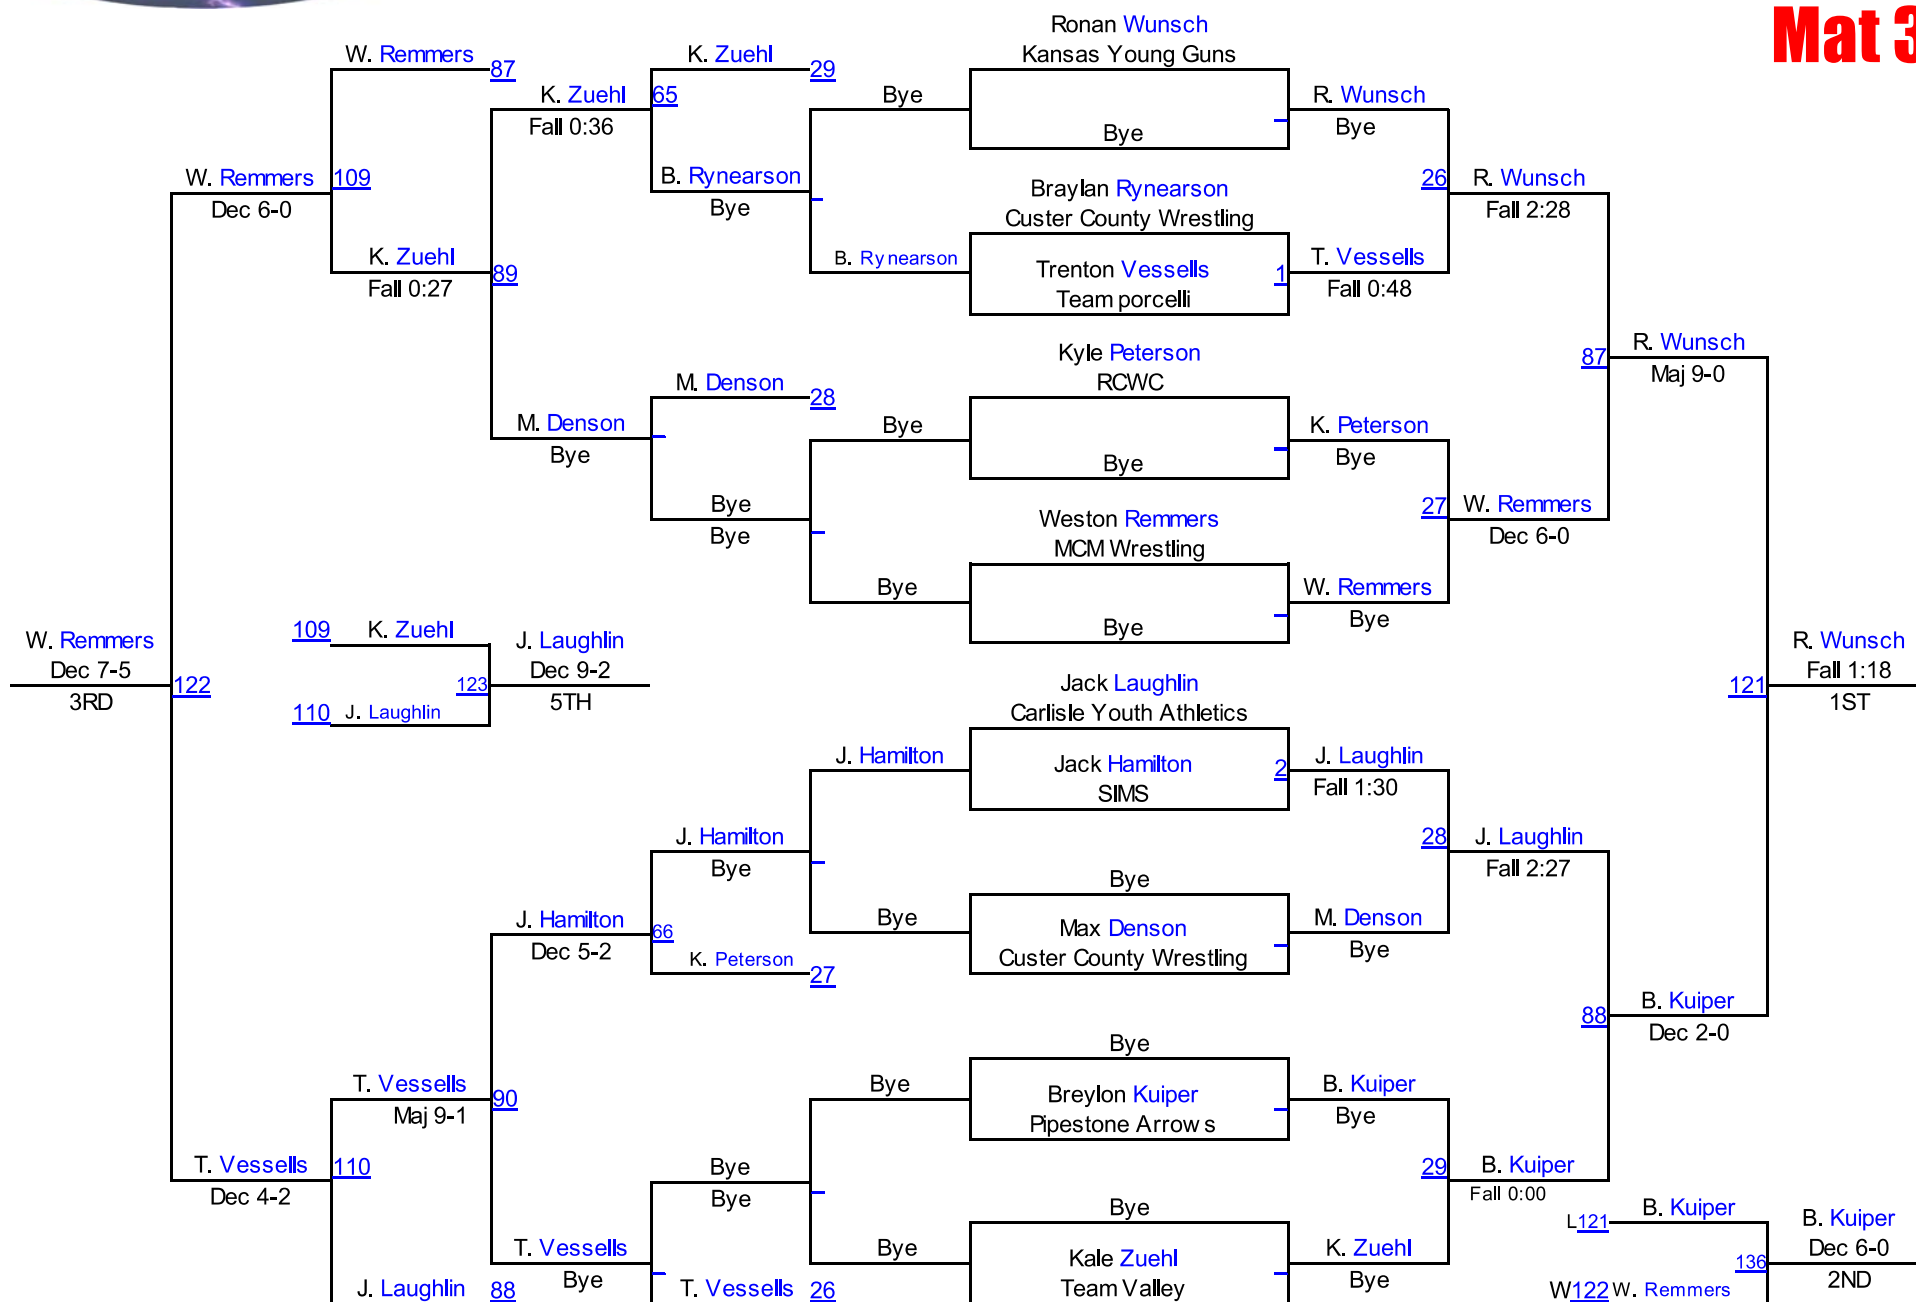 Mat 3
Ronan Wunsch
Kansas Young Guns
W. Remmers
87
K. Zuehl
29
K. Zuehl
65
Fall 0:36
Bye
R. Wunsch
Bye
Bye
W. Remmers
109
Dec 6-0
B. Rynearson
Bye
Braylan Rynearson
Custer County Wrestling
26
R. Wunsch
Fall 2:28
K. Zuehl
89
Fall 0:27
B. Rynearson
Trenton Vessells
Team porcelli
1
T. Vessells
Fall 0:48
Kyle Peterson
RCWC
87
R. Wunsch
Maj 9-0
M. Denson
28
M. Denson
Bye
Bye
K. Peterson
Bye
Bye
Bye
Bye
Weston Remmers
MCM Wrestling
27
W. Remmers
Dec 6-0
Bye
W. Remmers
Bye
Bye
W. Remmers
Dec 7-5
3RD
122
109
K. Zuehl
110
J. Laughlin
123
J. Laughlin
Dec 9-2
5TH
R. Wunsch
Fall 1:18
1ST
121
Jack Laughlin
Carlisle Youth Athletics
J. Hamilton
Jack Hamilton
SIMS
2
J. Laughlin
Fall 1:30
J. Hamilton
Bye
28
J. Laughlin
Fall 2:27
J. Hamilton
66
Dec 5-2
Bye
Bye
Max Denson
Custer County Wrestling
M. Denson
Bye
K. Peterson
27
88
B. Kuiper
Dec 2-0
Bye
T. Vessells
90
Maj 9-1
Bye
Breylon Kuiper
Pipestone Arrows
B. Kuiper
Bye
T. Vessells
110
Dec 4-2
Bye
Bye
29
B. Kuiper
Fall 0:00
Bye
L121
B. Kuiper
B. Kuiper
Dec 6-0
2ND
136
T. Vessells
Bye
Bye
Kale Zuehl
Team Valley
K. Zuehl
Bye
J. Laughlin
88
T. Vessells
26
W122
W. Remmers